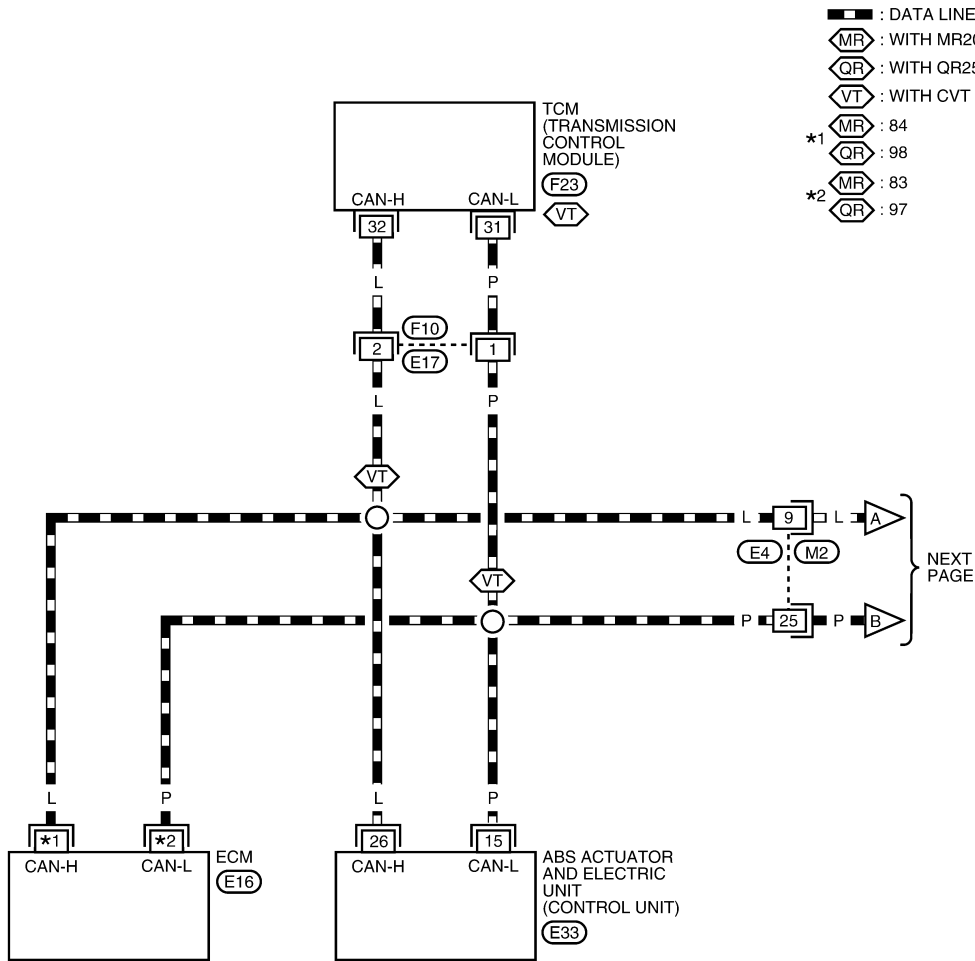 : DATA LINE
MR : WITH MR20
QR : WITH QR25
VT : WITH CVT
*1 MR : 84
QR : 98
*2 MR : 83
QR : 97
TCM
(TRANSMISSION
CONTROL
MODULE)
F23
VT
CAN-H CAN-L
32 31
L P
F10
2 1
E17
L P
VT
L 9 L A
E4 M2
NEXT
PAGE
VT
P 25 P B
L P L P
*1 *2 26 15
CAN-H CAN-L
ECM
E16
CAN-H CAN-L
ABS ACTUATOR
AND ELECTRIC
UNIT
(CONTROL UNIT)
E33